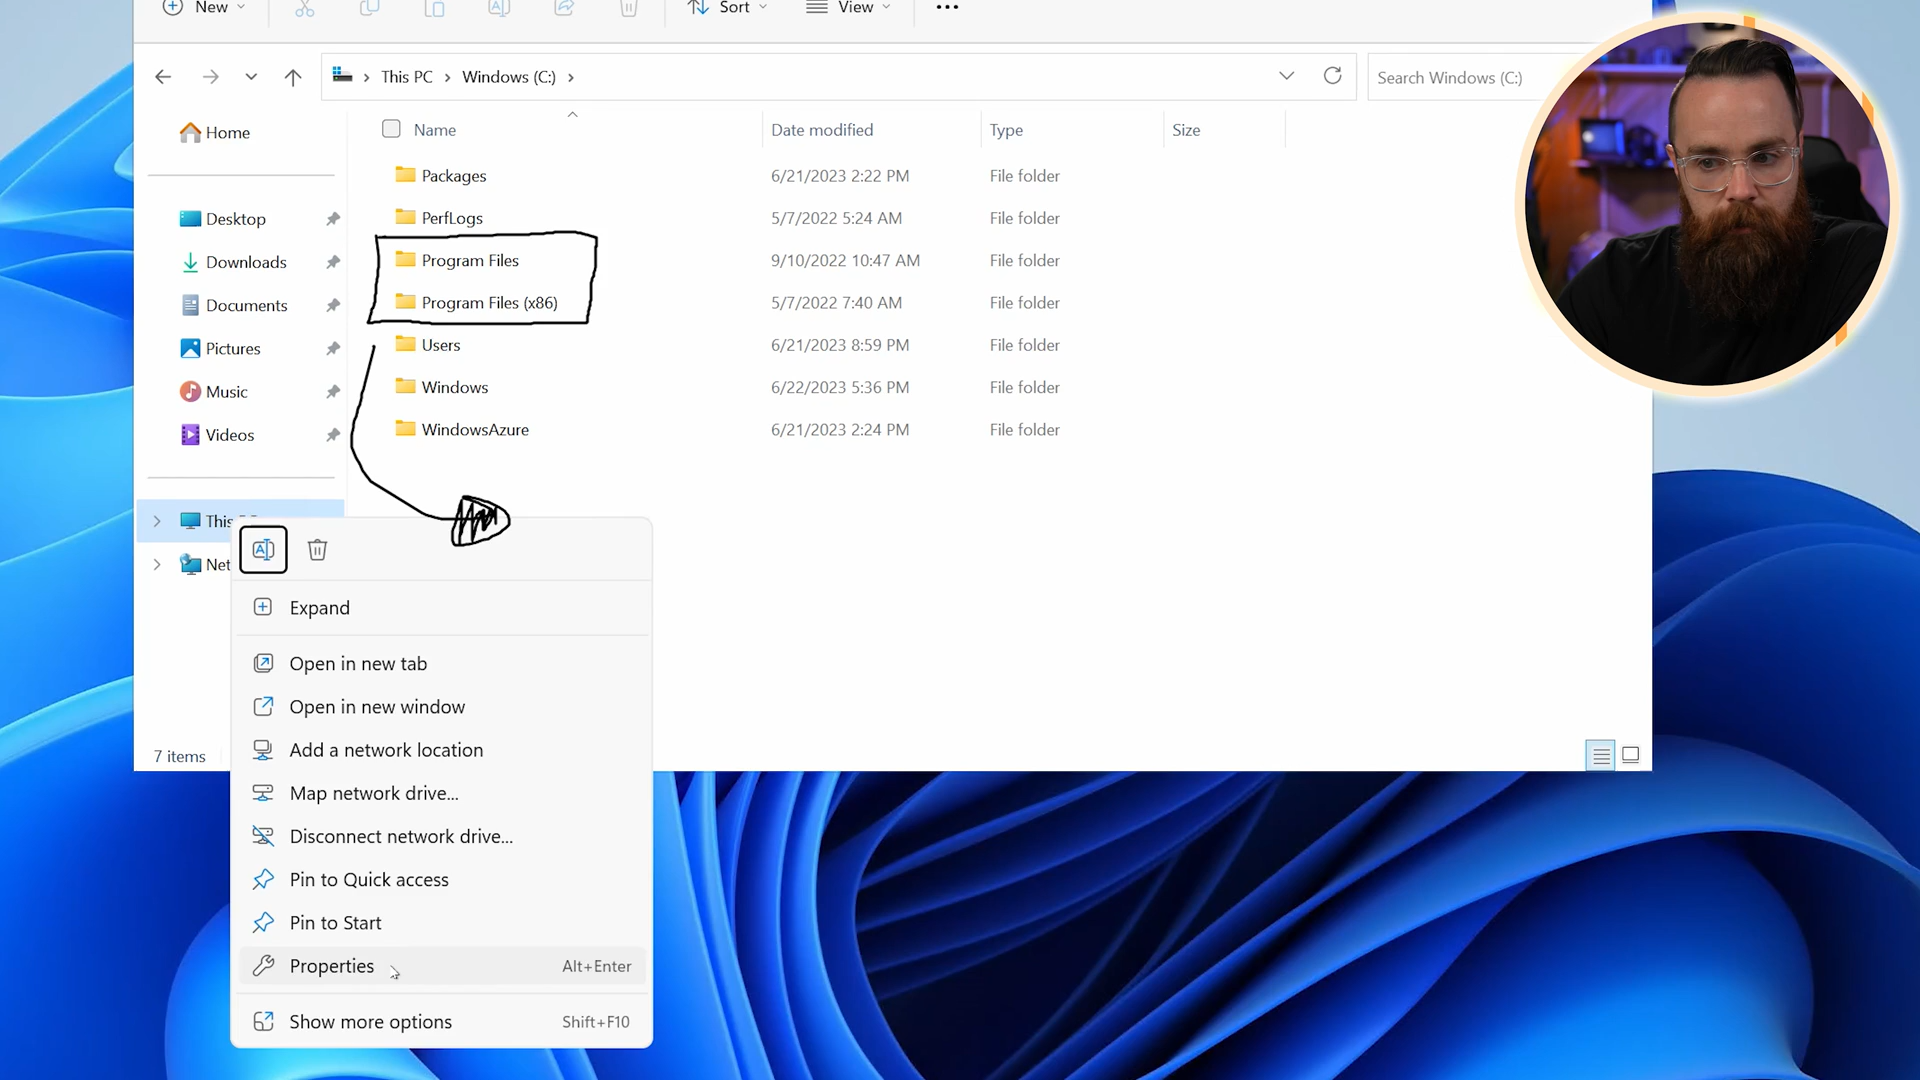 New
Sort
View
This PC
Windows (C:)
Search Windows (C:)
Home
Desktop
Downloads
Documents
Pictures
Music
Videos
Name
Date modified
Type
Size
Packages 6/21/2023 2:22 PM File folder
PerfLogs 5/7/2022 5:24 AM File folder
Program Files 9/10/2022 10:47 AM File folder
Program Files (x86) 5/7/2022 7:40 AM File folder
Users 6/21/2023 8:59 PM File folder
Windows 6/22/2023 5:36 PM File folder
WindowsAzure 6/21/2023 2:24 PM File folder
This
Net
Expand
Open in new tab
Open in new window
Add a network location
Map network drive...
Disconnect network drive...
Pin to Quick access
Pin to Start
Properties Alt+Enter
Show more options Shift+F10
7 items